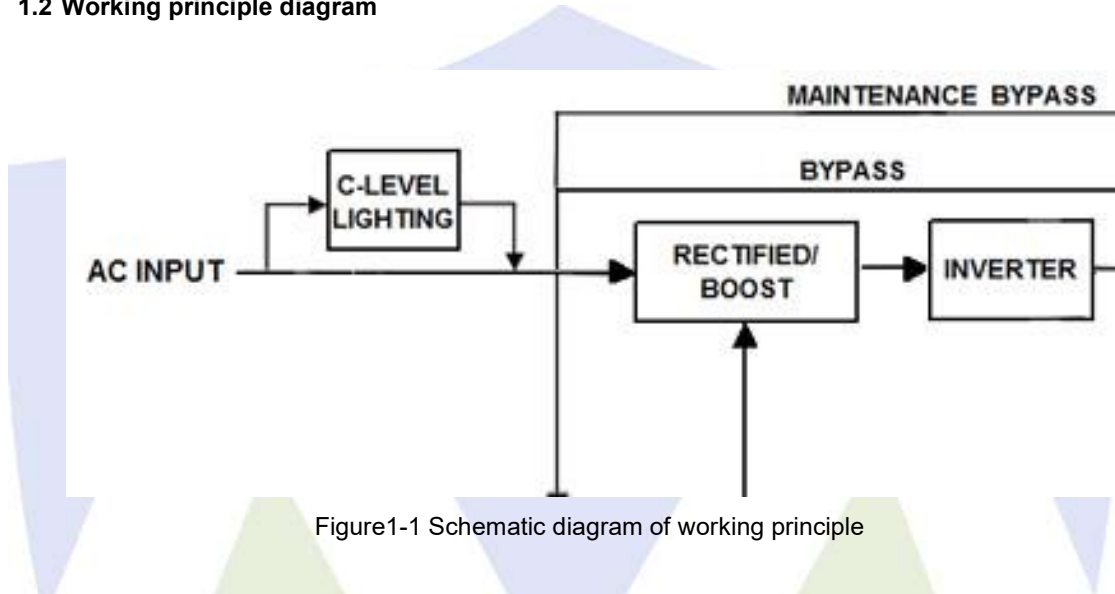 1.2 Working principle diagram
MAINTENANCE BYPASS
BYPASS
C-LEVEL
LIGHTING
AC INPUT
RECTIFIED/
BOOST
INVERTER
Figure1-1 Schematic diagram of working principle